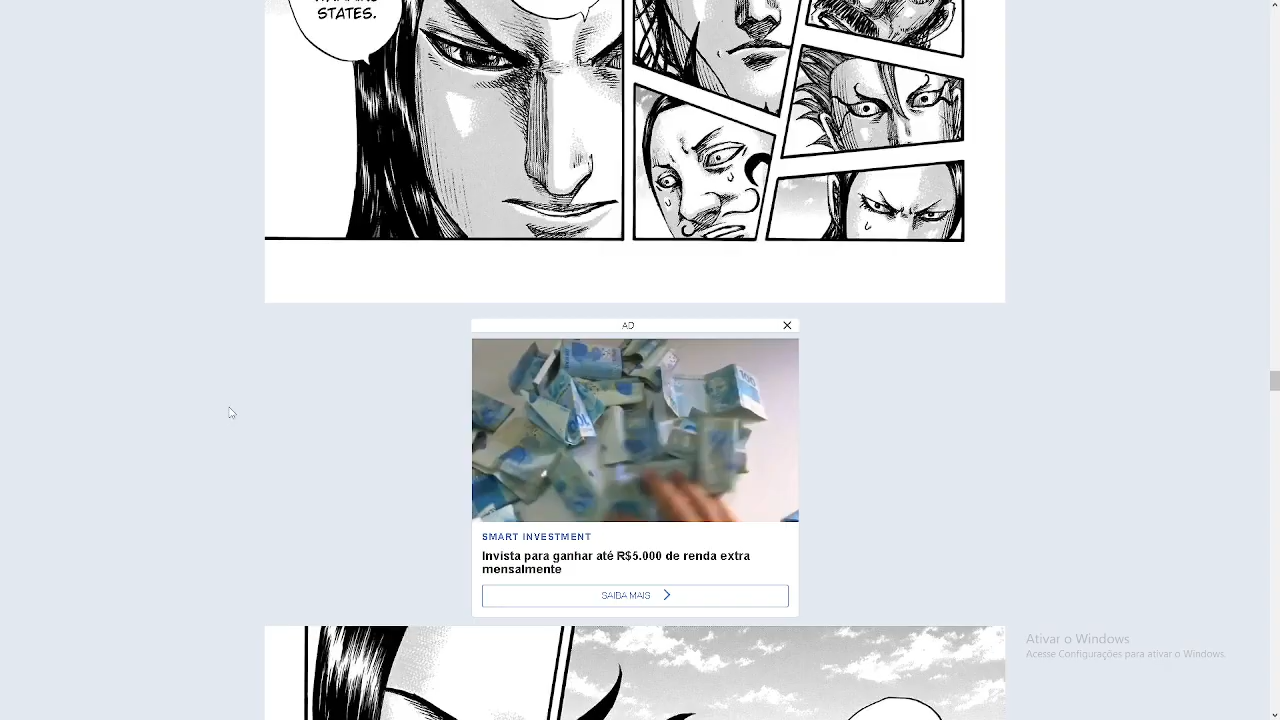 STATES.
AD
SMART INVESTMENT
Invista para ganhar até R$5.000 de renda extra
mensalmente
SAIBA MAIS
Ativar o Windows
Acesse Configurações para ativar o Windows.